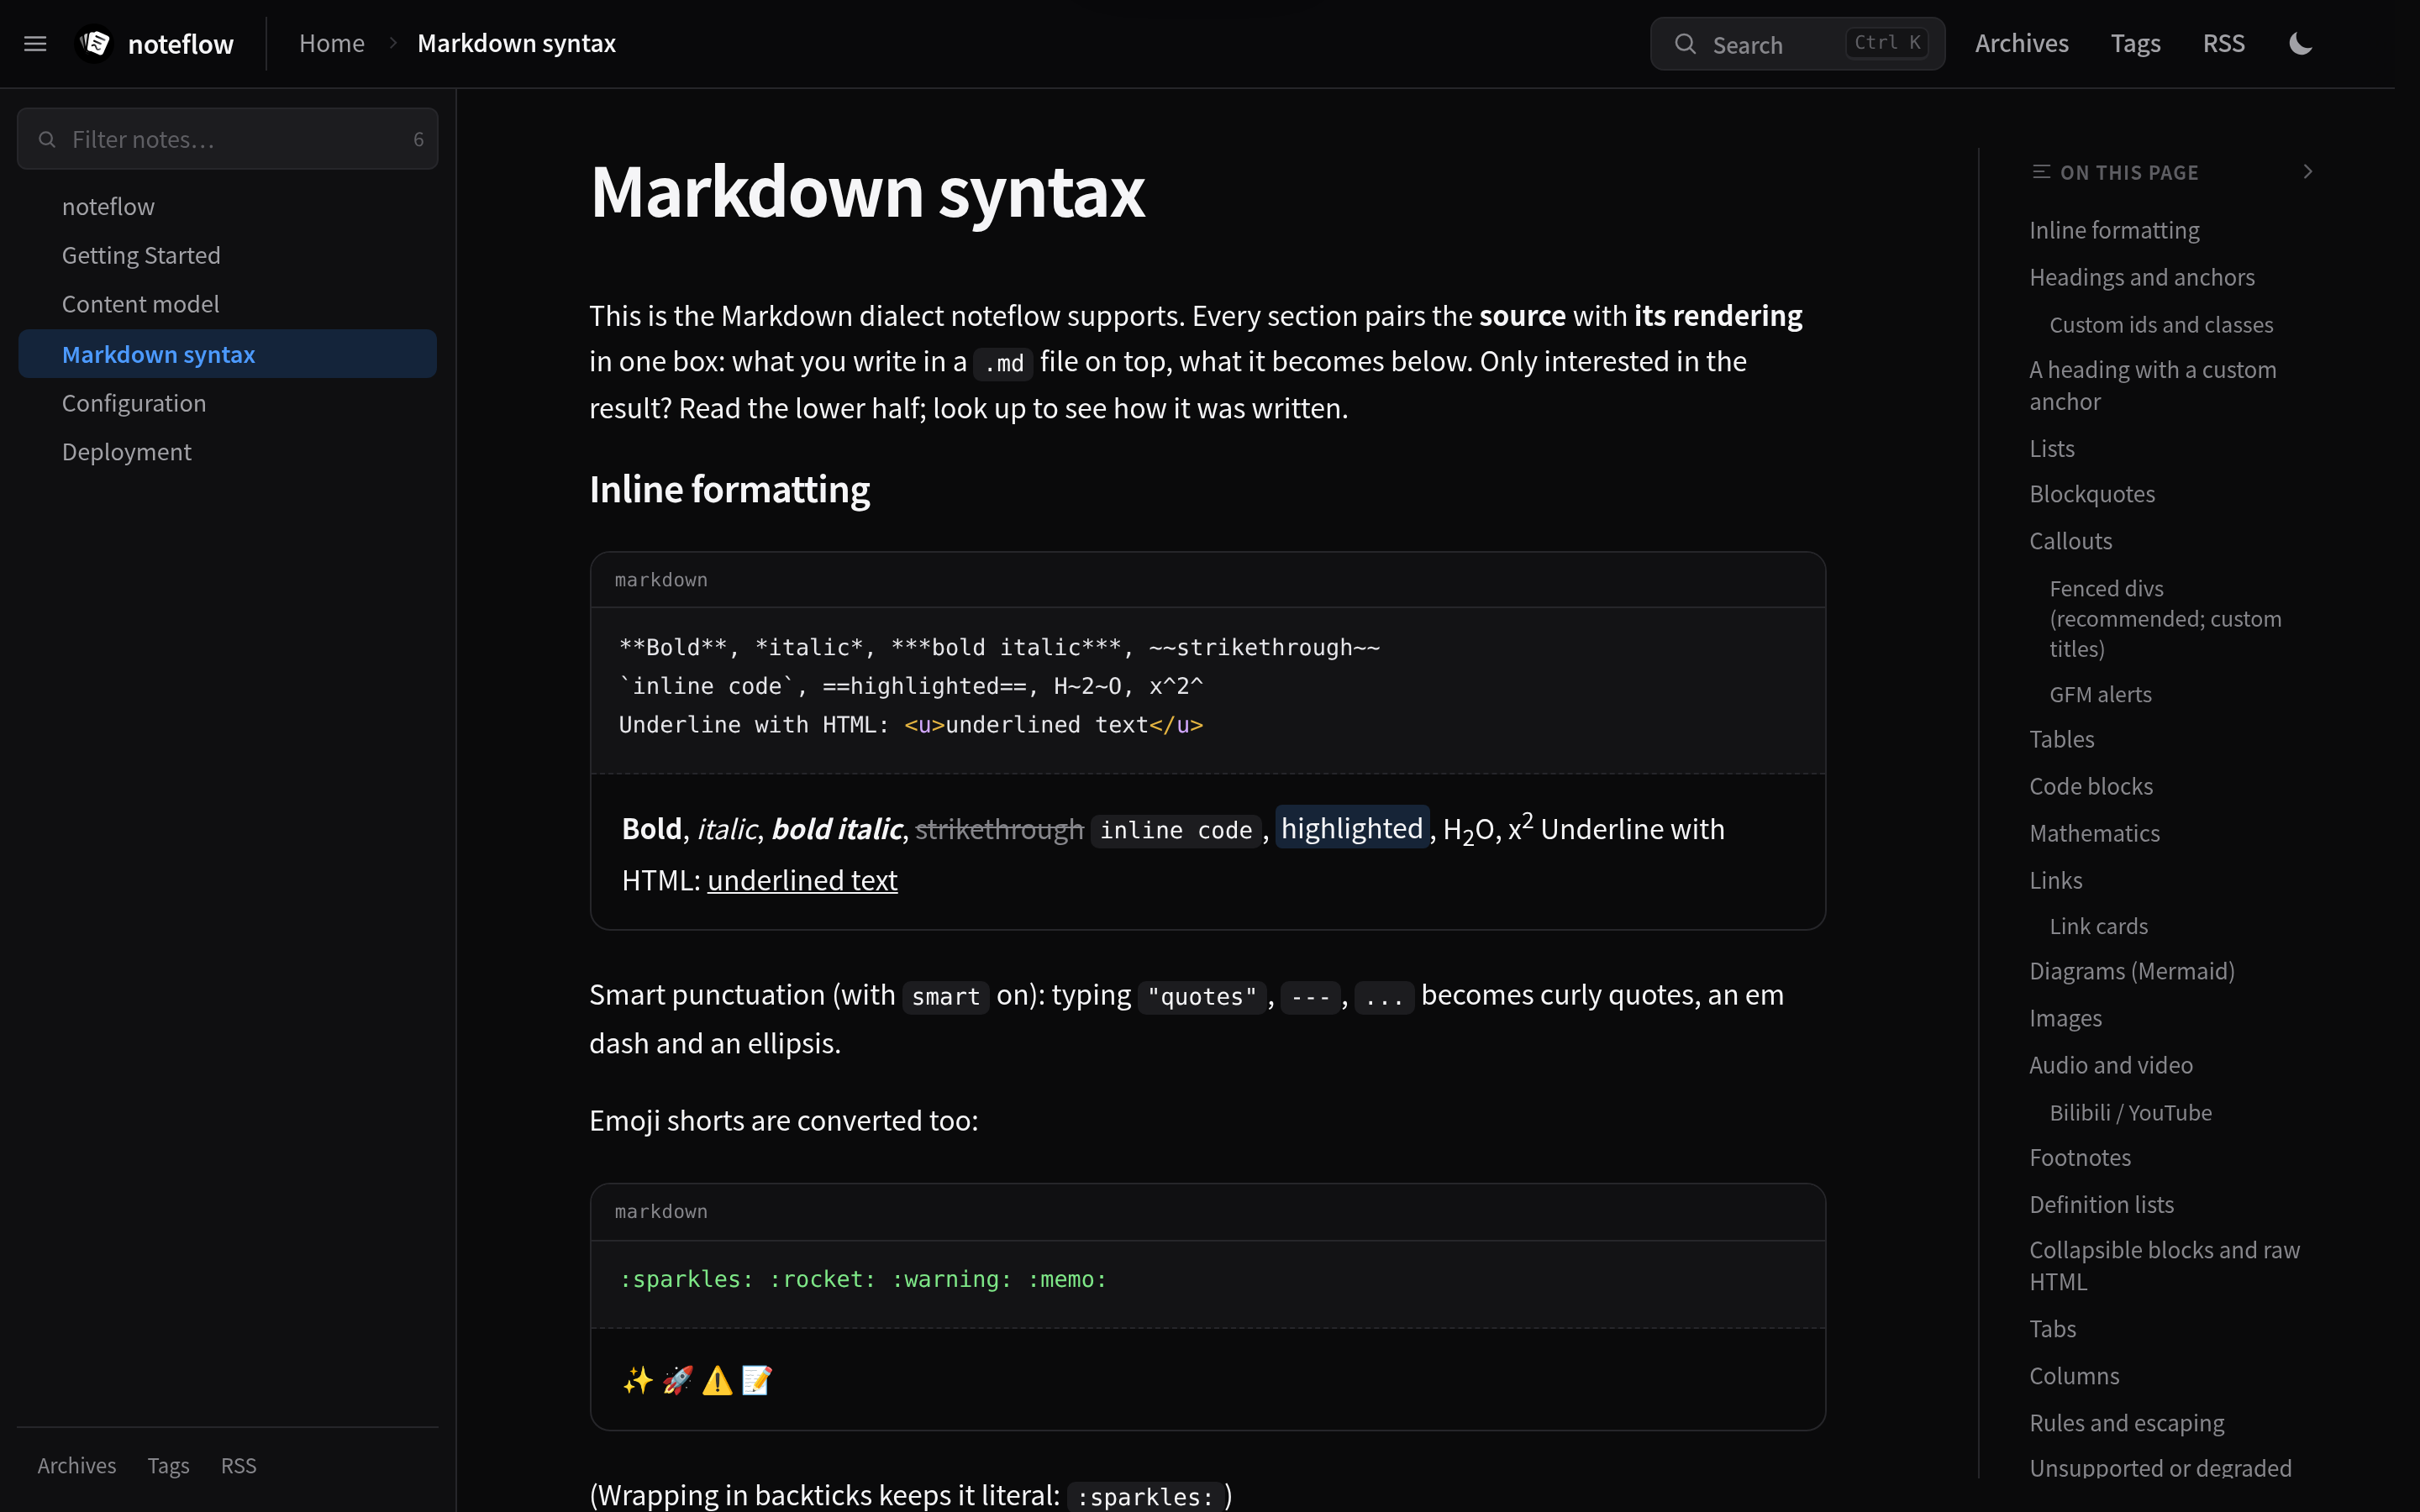 noteflow
Home
Markdown syntax
Search
Ctrl K
Archives
Tags
RSS
Filter notes…
6
noteflow
Getting Started
Content model
Markdown syntax
Configuration
Deployment
Archives
Tags
RSS
Markdown syntax
This is the Markdown dialect noteflow supports. Every section pairs the source with its rendering
in one box: what you write in a .md file on top, what it becomes below. Only interested in the
result? Read the lower half; look up to see how it was written.
Inline formatting
markdown
**Bold**, *italic*, ***bold italic***, ~~strikethrough~~
`inline code`, ==highlighted==, H~2~O, x^2^
Underline with HTML: <u>underlined text</u>
Bold, italic, bold italic, strikethrough inline code, highlighted, H2O, x2 Underline with
HTML: underlined text
Smart punctuation (with smart on): typing "quotes", ---, ... becomes curly quotes, an em
dash and an ellipsis.
Emoji shorts are converted too:
markdown
:sparkles: :rocket: :warning: :memo:
✨ 🚀 ⚠️ 📝
(Wrapping in backticks keeps it literal: :sparkles: )
ON THIS PAGE
Inline formatting
Headings and anchors
Custom ids and classes
A heading with a custom
anchor
Lists
Blockquotes
Callouts
Fenced divs
(recommended; custom
titles)
GFM alerts
Tables
Code blocks
Mathematics
Links
Link cards
Diagrams (Mermaid)
Images
Audio and video
Bilibili / YouTube
Footnotes
Definition lists
Collapsible blocks and raw
HTML
Tabs
Columns
Rules and escaping
Unsupported or degraded